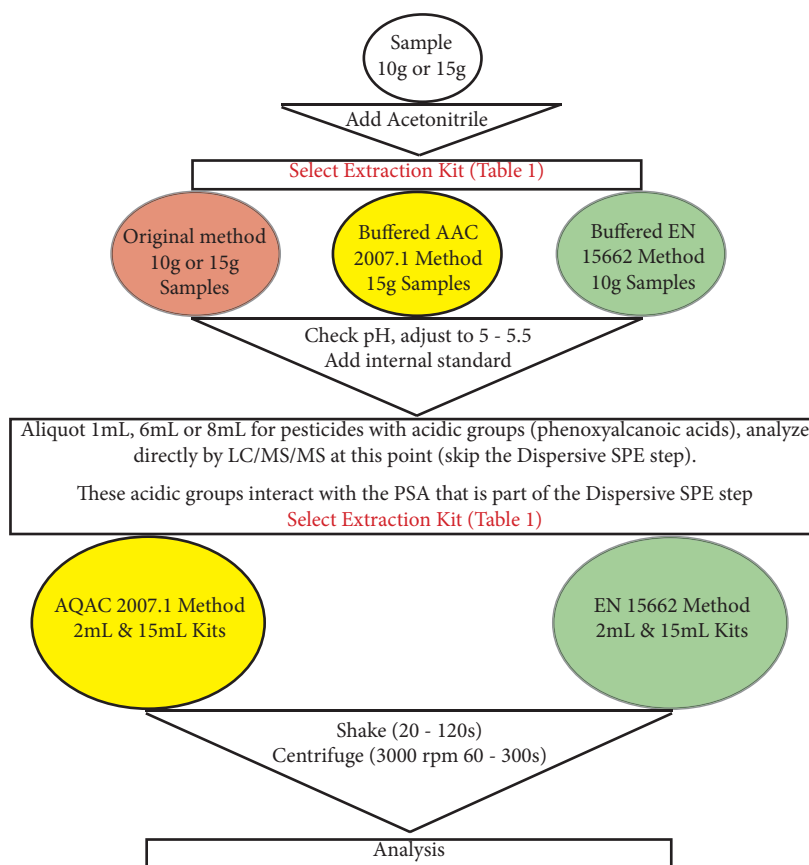 Sample
10g or 15g
Add Acetonitrile
Select Extraction Kit (Table 1)
Original method
10g or 15g
Samples
Buffered AAC
2007.1 Method
15g Samples
Buffered EN
15662 Method
10g Samples
Check pH, adjust to 5 - 5.5
Add internal standard
Aliquot 1mL, 6mL or 8mL for pesticides with acidic groups (phenoxyalcanoic acids), analyze
directly by LC/MS/MS at this point (skip the Dispersive SPE step).
These acidic groups interact with the PSA that is part of the Dispersive SPE step
Select Extraction Kit (Table 1)
AQAC 2007.1 Method
2mL & 15mL Kits
EN 15662 Method
2mL & 15mL Kits
Shake (20 - 120s)
Centrifuge (3000 rpm 60 - 300s)
Analysis